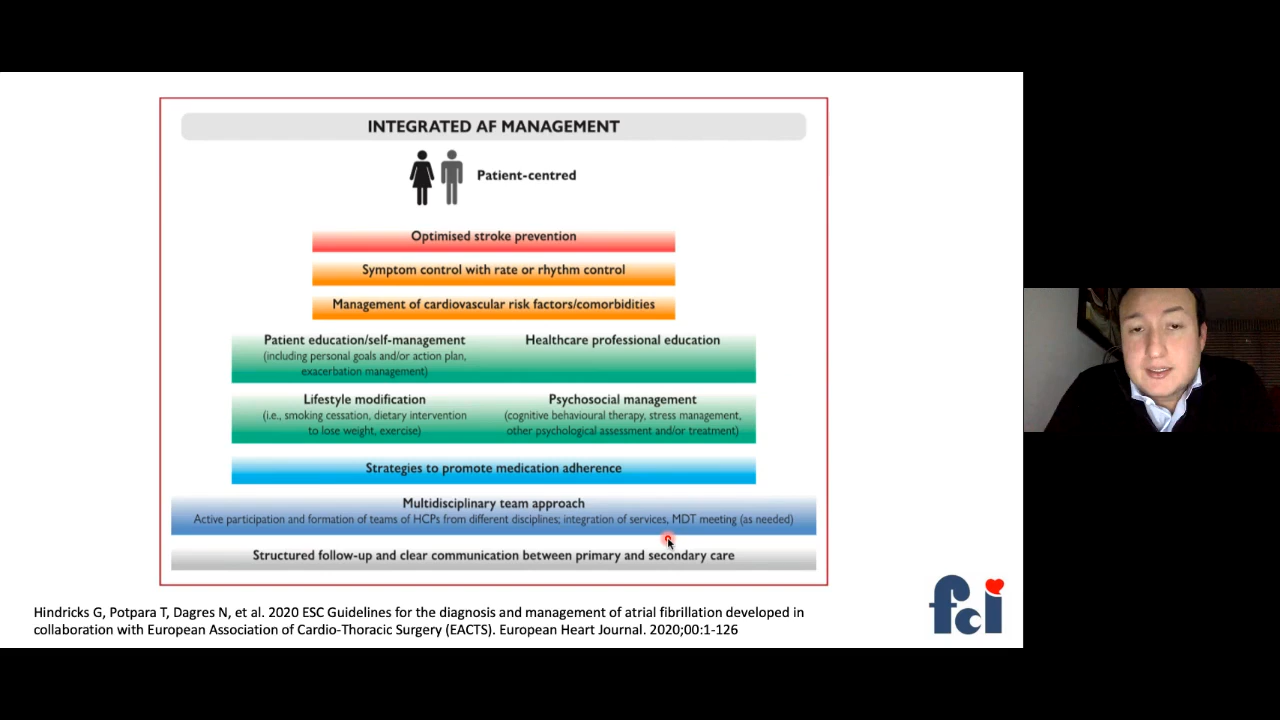 INTEGRATED AF MANAGEMENT
Patient-centred
Optimised stroke prevention
Symptom control with rate or rhythm control
Management of cardiovascular risk factors/comorbidities
Patient education/self-management
(including personal goals and/or action plan,
exacerbation management)
Healthcare professional education
Lifestyle modification
(i.e., smoking cessation, dietary intervention
to lose weight, exercise)
Psychosocial management
(cognitive behavioural therapy, stress management,
other psychological assessment and/or treatment)
Strategies to promote medication adherence
Multidisciplinary team approach
Active participation and formation of teams of HCPs from different disciplines; integration of services, MDT meeting (as needed)
Structured follow-up and clear communication between primary and secondary care
Hindricks G, Potpara T, Dagres N, et al. 2020 ESC Guidelines for the diagnosis and management of atrial fibrillation developed in
collaboration with European Association of Cardio-Thoracic Surgery (EACTS). European Heart Journal. 2020;00:1-126
fci